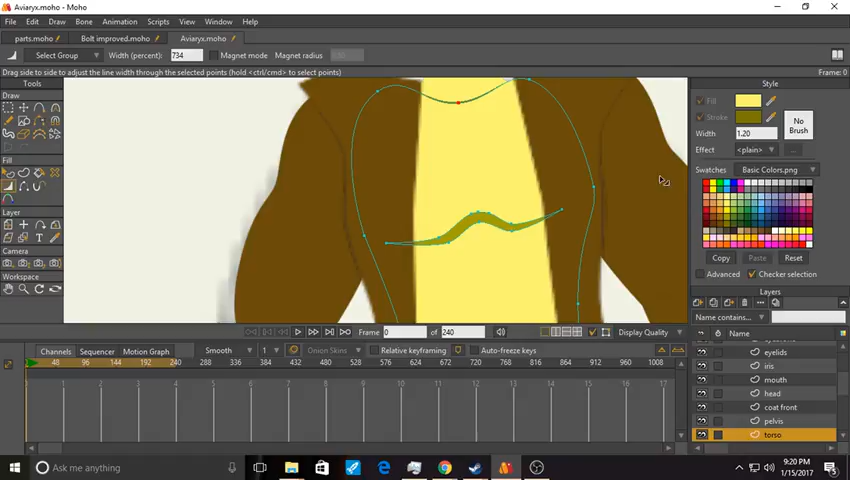 Aviaryx.moho - Moho
File Edit Draw Bone Animation Scripts View Window Help
parts.moho Bolt improved.moho Aviaryx.moho
Select Group Width (percent): 734 Magnet mode Magnet radius
Drag side to side to adjust the line width through the selected points (hold <ctrl/cmd> to select points) Frame: 0
Tools
Draw
Fill
Layer
Camera
Workspace
Style
Fill
Stroke
No Brush
Width 1.20
Effect <plain> ...
Swatches Basic Colors.png
Copy Paste Reset
Advanced Checker selection
Layers
Name contains...
Name
eyelids
iris
mouth
head
coat front
pelvis
torso
Frame 0 of 240 Display Quality
Channels Sequencer Motion Graph Smooth 1 Onion Skins Relative keyframing Auto-freeze keys
48 96 144 192 240 288 336 384 432 480 528 576 624 672 720 768 816 864 912 960 1008
1 2 3 4 5 6 7 8 9 10 11 12 13 14 15 16 17
Ask me anything
9:20 PM
1/15/2017